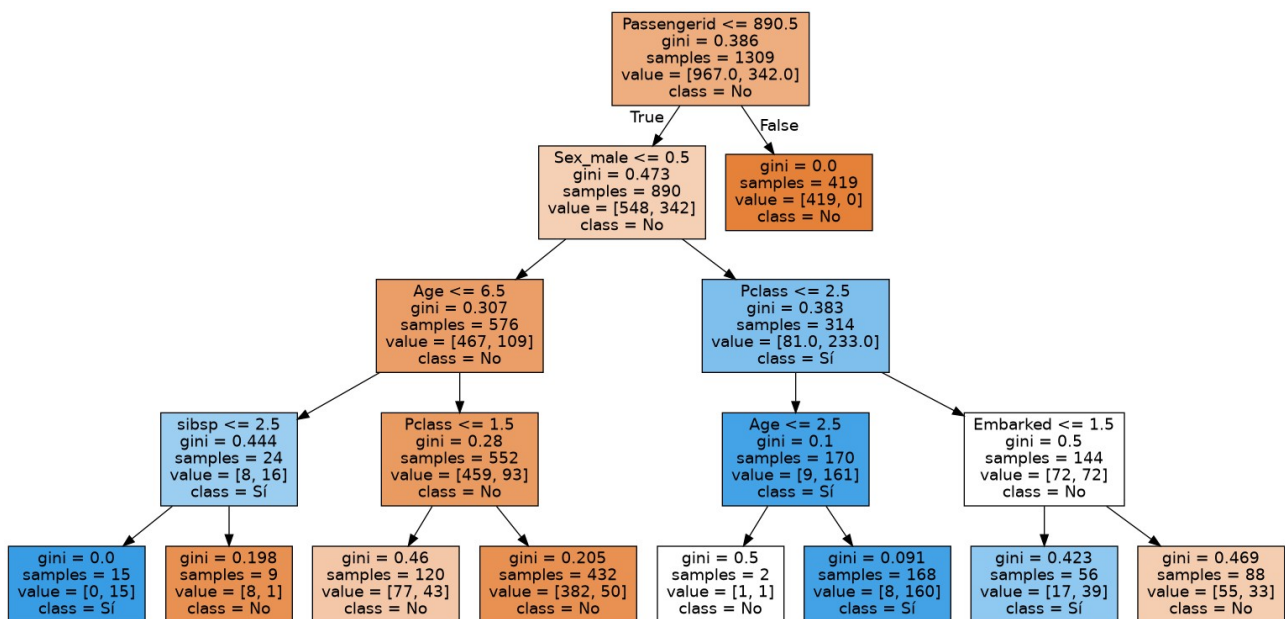 Passengerid <= 890.5
gini = 0.386
samples = 1309
value = [967.0, 342.0]
class = No
True
False
Sex_male <= 0.5
gini = 0.473
samples = 890
value = [548, 342]
class = No
gini = 0.0
samples = 419
value = [419, 0]
class = No
Age <= 6.5
gini = 0.307
samples = 576
value = [467, 109]
class = No
Pclass <= 2.5
gini = 0.383
samples = 314
value = [81.0, 233.0]
class = Sí
sibsp <= 2.5
gini = 0.444
samples = 24
value = [8, 16]
class = Sí
Pclass <= 1.5
gini = 0.28
samples = 552
value = [459, 93]
class = No
Age <= 2.5
gini = 0.1
samples = 170
value = [9, 161]
class = Sí
Embarked <= 1.5
gini = 0.5
samples = 144
value = [72, 72]
class = No
gini = 0.0
samples = 15
value = [0, 15]
class = Sí
gini = 0.198
samples = 9
value = [8, 1]
class = No
gini = 0.46
samples = 120
value = [77, 43]
class = No
gini = 0.205
samples = 432
value = [382, 50]
class = No
gini = 0.5
samples = 2
value = [1, 1]
class = No
gini = 0.091
samples = 168
value = [8, 160]
class = Sí
gini = 0.423
samples = 56
value = [17, 39]
class = Sí
gini = 0.469
samples = 88
value = [55, 33]
class = No